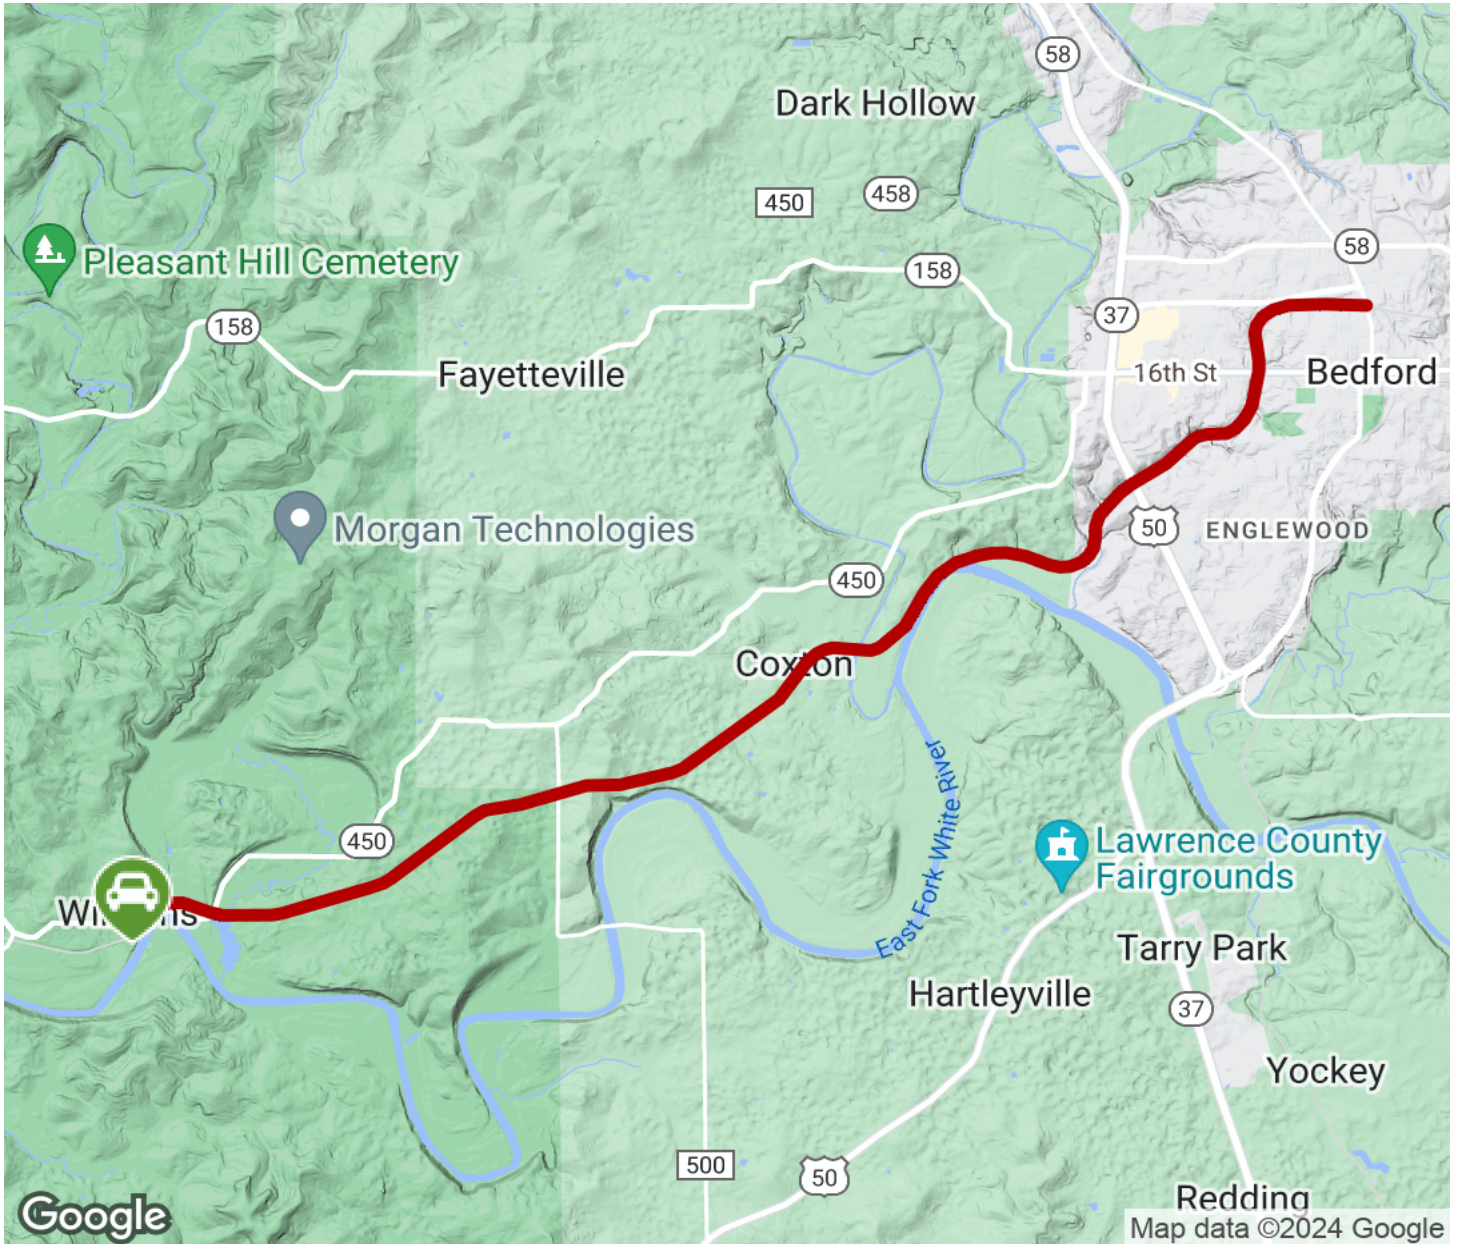 58
Dark Hollow
450
458
58
Pleasant Hill Cemetery
158
37
158
Fayetteville
16th St
Bedford
Morgan Technologies
50
ENGLEWOOD
450
Coxton
East Fork White River
450
Lawrence County
Fairgrounds
Tarry Park
Hartleyville
37
Yockey
500
50
Redding
Google
Map data ©2024 Google